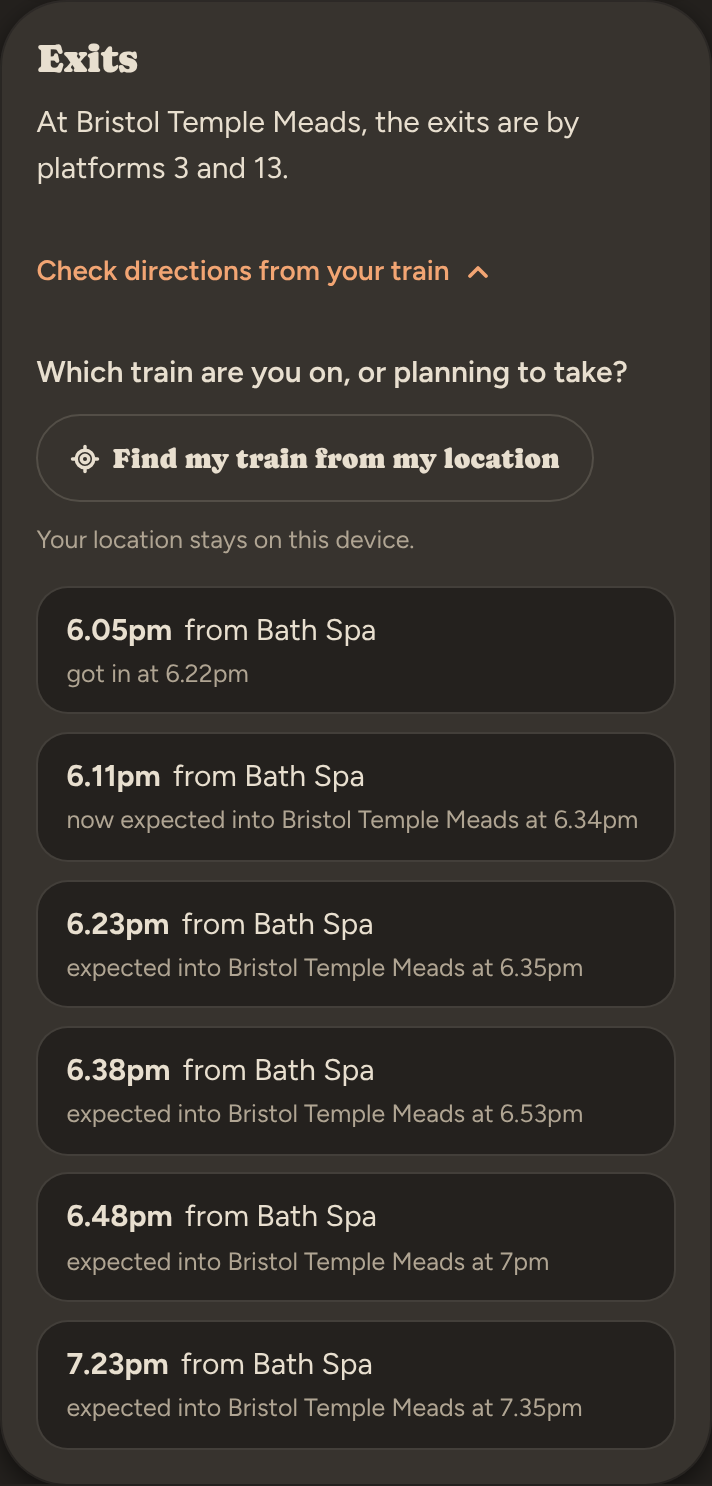 Exits
At Bristol Temple Meads, the exits are by
platforms 3 and 13.
Check directions from your train
Which train are you on, or planning to take?
Find my train from my location
Your location stays on this device.
6.05pm from Bath Spa
got in at 6.22pm
6.11pm from Bath Spa
now expected into Bristol Temple Meads at 6.34pm
6.23pm from Bath Spa
expected into Bristol Temple Meads at 6.35pm
6.38pm from Bath Spa
expected into Bristol Temple Meads at 6.53pm
6.48pm from Bath Spa
expected into Bristol Temple Meads at 7pm
7.23pm from Bath Spa
expected into Bristol Temple Meads at 7.35pm